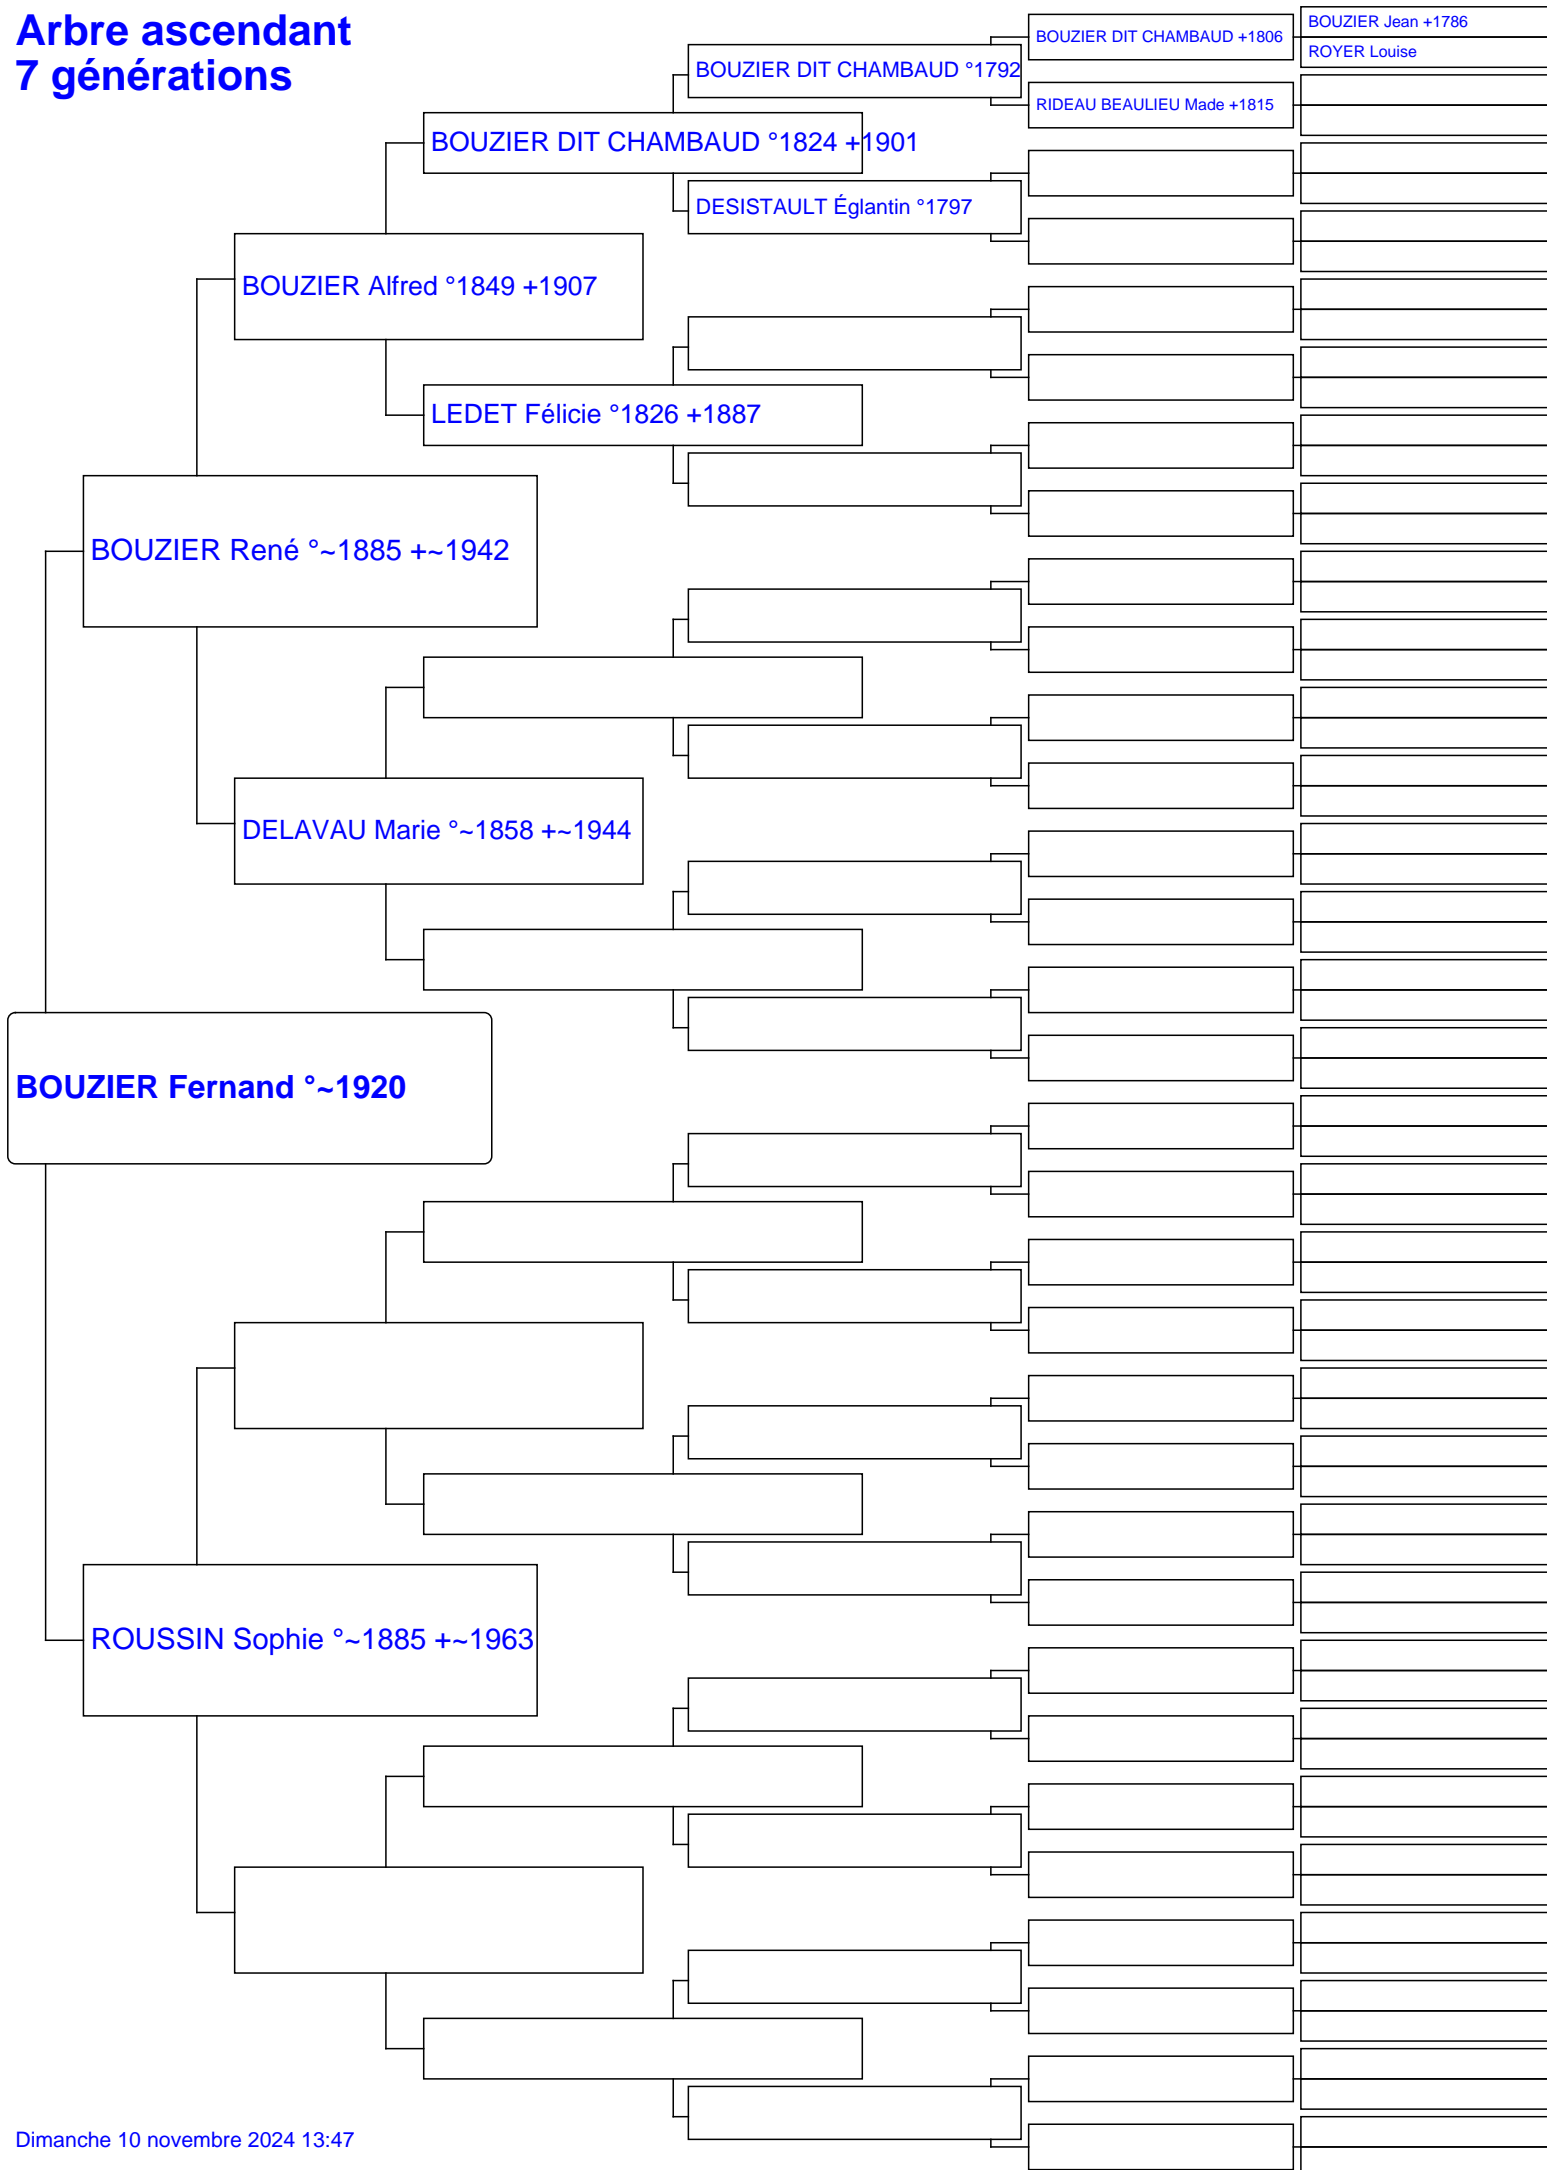 Arbre ascendant
7 générations
BOUZIER Jean +1786
BOUZIER DIT CHAMBAUD +1806
ROYER Louise
BOUZIER DIT CHAMBAUD °1792
RIDEAU BEAULIEU Made +1815
BOUZIER DIT CHAMBAUD °1824 +1901
DESISTAULT Églantin °1797
BOUZIER Alfred °1849 +1907
LEDET Félicie °1826 +1887
BOUZIER René °~1885 +~1942
DELAVAU Marie °~1858 +~1944
BOUZIER Fernand °~1920
ROUSSIN Sophie °~1885 +~1963
Dimanche 10 novembre 2024 13:47